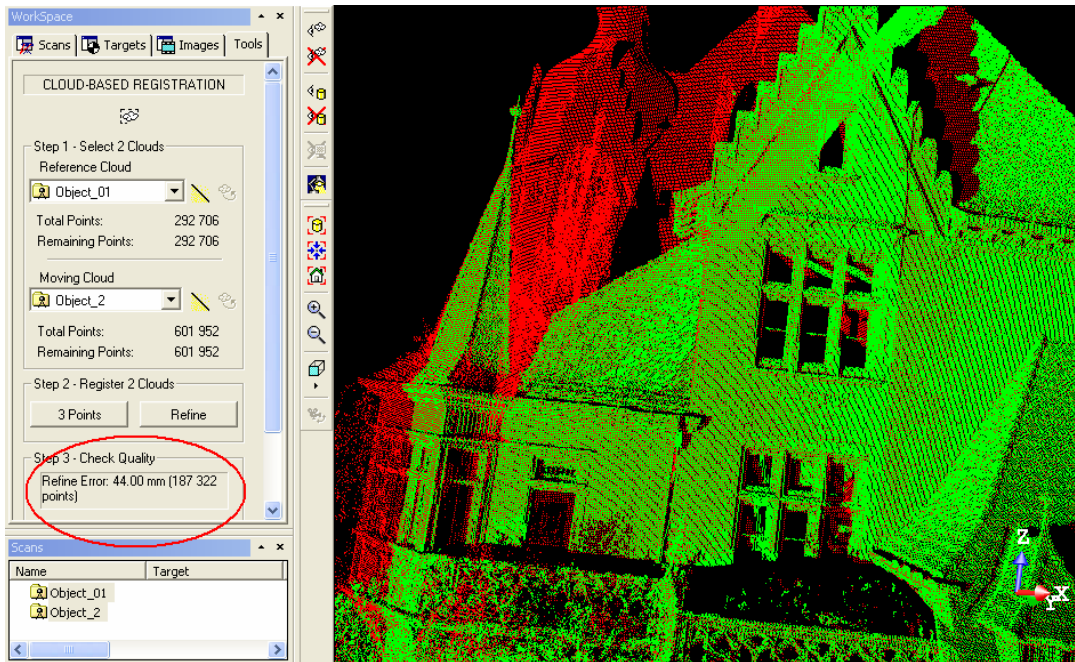 WorkSpace
Scans Targets Images Tools
CLOUD-BASED REGISTRATION
Step 1 - Select 2 Clouds
Reference Cloud
Object_01
Total Points: 292 706
Remaining Points: 292 706
Moving Cloud
Object_2
Total Points: 601 952
Remaining Points: 601 952
Step 2 - Register 2 Clouds
3 Points Refine
Step 3 - Check Quality
Refine Error: 44.00 mm (187 322
points)
Scans
Name Target
Object_01
Object_2
Z
Y X